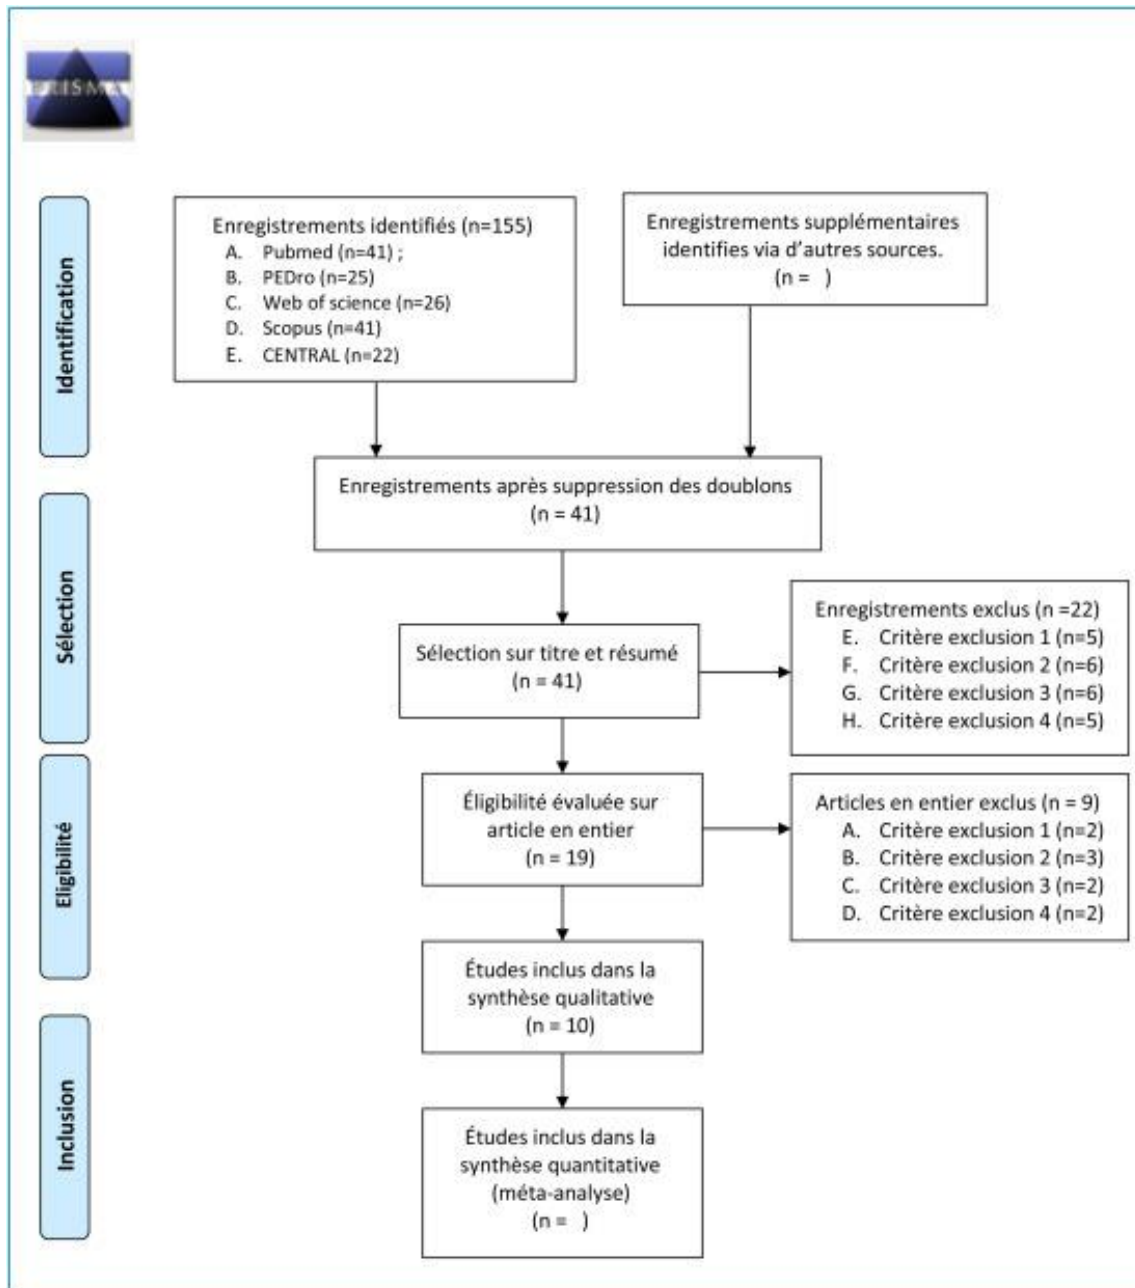 PRISMA
Identification
Enregistrements identifiés (n=155)
A. Pubmed (n=41) ;
B. PEDro (n=25)
C. Web of science (n=26)
D. Scopus (n=41)
E. CENTRAL (n=22)
Enregistrements supplémentaires
identifies via d'autres sources.
(n = )
Enregistrements après suppression des doublons
(n = 41)
Sélection
Sélection sur titre et résumé
(n = 41)
Enregistrements exclus (n =22)
E. Critère exclusion 1 (n=5)
F. Critère exclusion 2 (n=6)
G. Critère exclusion 3 (n=6)
H. Critère exclusion 4 (n=5)
Eligibilité
Éligibilité évaluée sur
article en entier
(n = 19)
Articles en entier exclus (n = 9)
A. Critère exclusion 1 (n=2)
B. Critère exclusion 2 (n=3)
C. Critère exclusion 3 (n=2)
D. Critère exclusion 4 (n=2)
Études inclus dans la
synthèse qualitative
(n = 10)
Inclusion
Études inclus dans la
synthèse quantitative
(méta-analyse)
(n = )